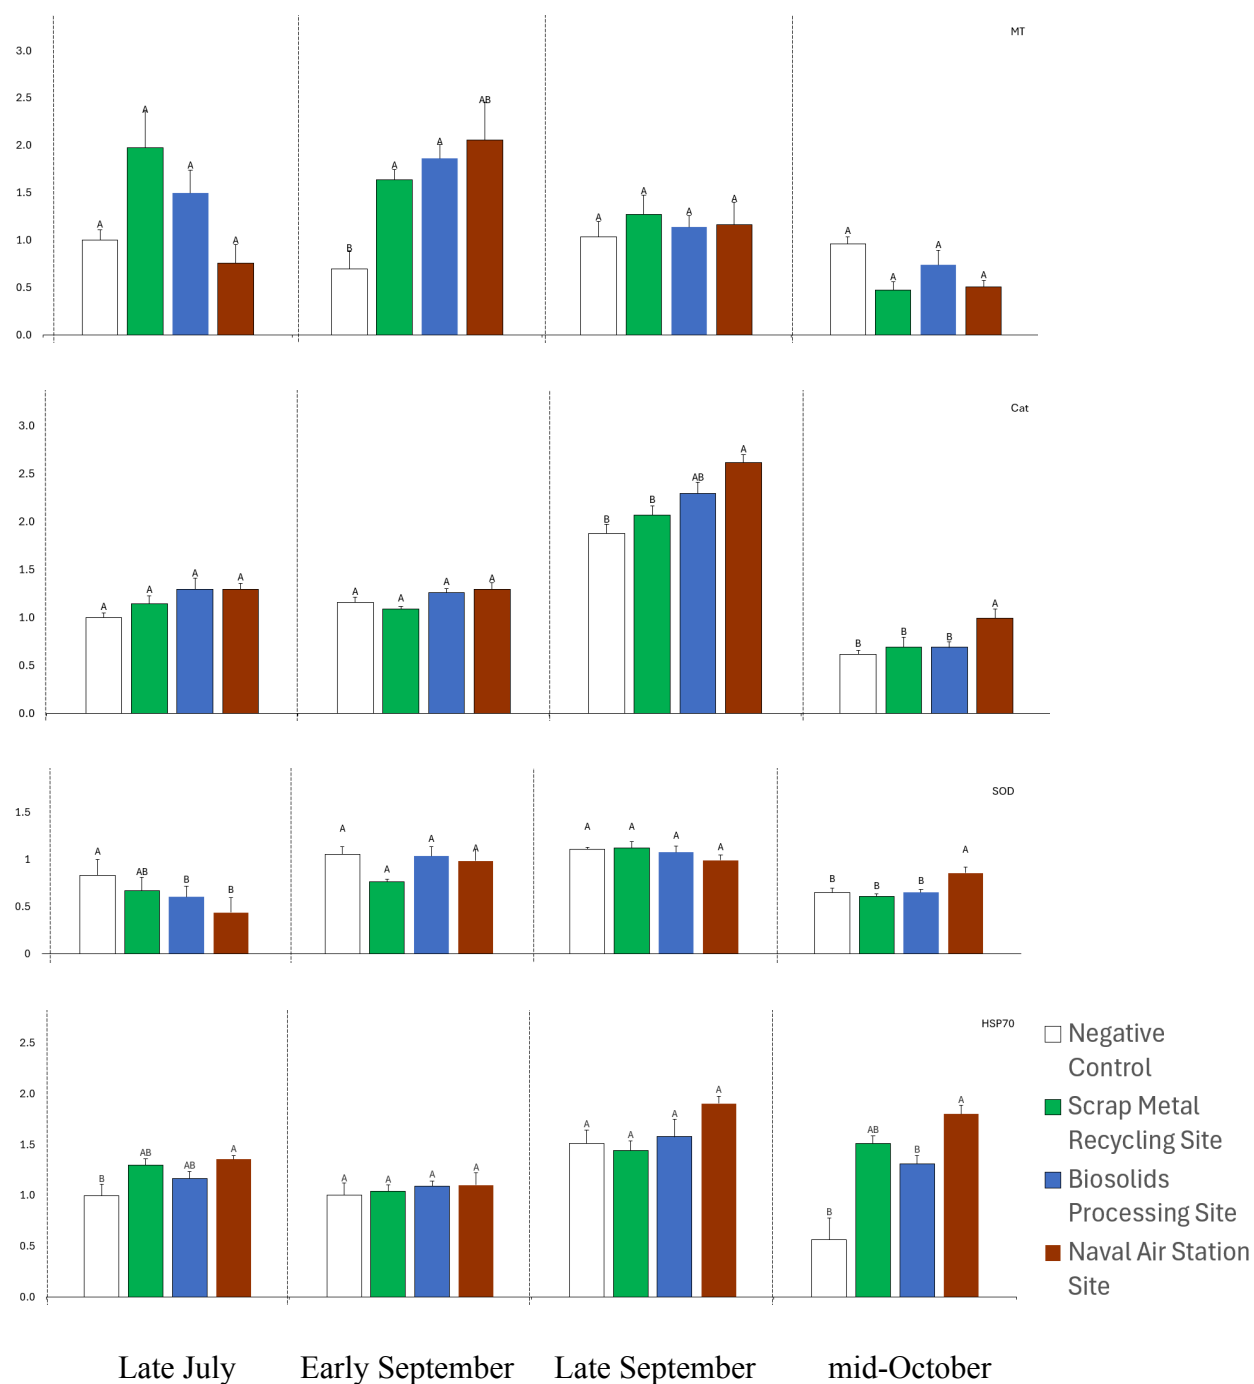 MT
3.0
2.5
2.0
1.5
1.0
0.5
0.0
A
A
A
A
B
A
A
AB
A
A
A
A
A
A
A
A
Cat
3.0
2.5
2.0
1.5
1.0
0.5
0.0
A
A
A
A
A
A
A
A
B
B
AB
A
B
B
B
A
SOD
1.5
1
0.5
0
A
AB
B
B
A
A
A
A
A
A
A
A
B
B
B
A
HSP70
2.5
2.0
1.5
1.0
0.5
0.0
B
AB
AB
A
A
A
A
A
A
A
A
A
B
AB
B
A
Negative
Control
Scrap Metal
Recycling Site
Biosolids
Processing Site
Naval Air Station
Site
Late July
Early September
Late September
mid-October